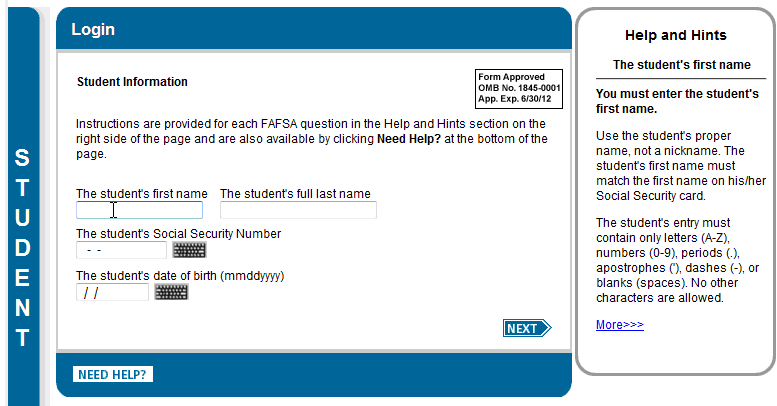 STUDENT
Login
Student Information
Form Approved
OMB No. 1845-0001
App. Exp. 6/30/12
Instructions are provided for each FAFSA question in the Help and Hints section on the
right side of the page and are also available by clicking Need Help? at the bottom of the
page.
The student's first name
The student's full last name
The student's Social Security Number
- -
The student's date of birth (mmddyyyy)
/ /
NEXT
NEED HELP?
Help and Hints
The student's first name
You must enter the student's
first name.
Use the student's proper
name, not a nickname. The
student's first name must
match the first name on his/her
Social Security card.
The student's entry must
contain only letters (A-Z),
numbers (0-9), periods (.),
apostrophes ('), dashes (-), or
blanks (spaces). No other
characters are allowed.
More>>>